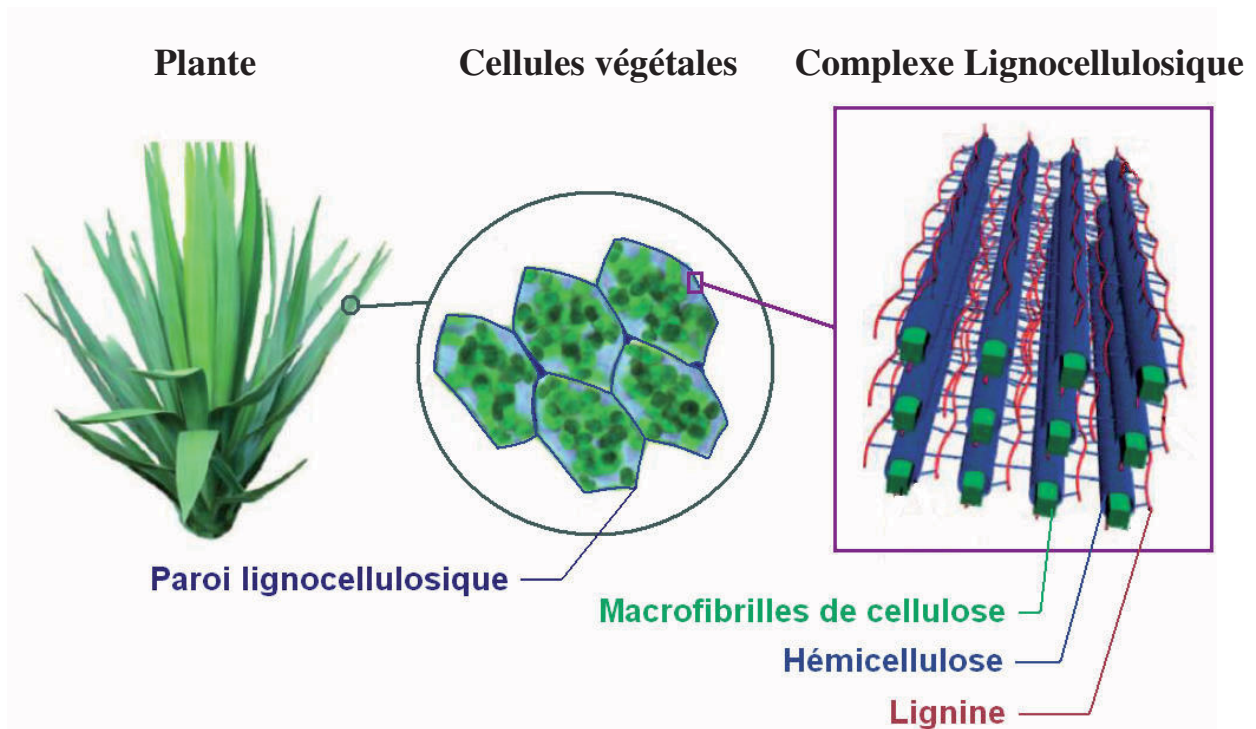 Plante
Cellules végétales
Complexe Lignocellulosique
Paroi lignocellulosique
Macrofibrilles de cellulose
Hémicellulose
Lignine